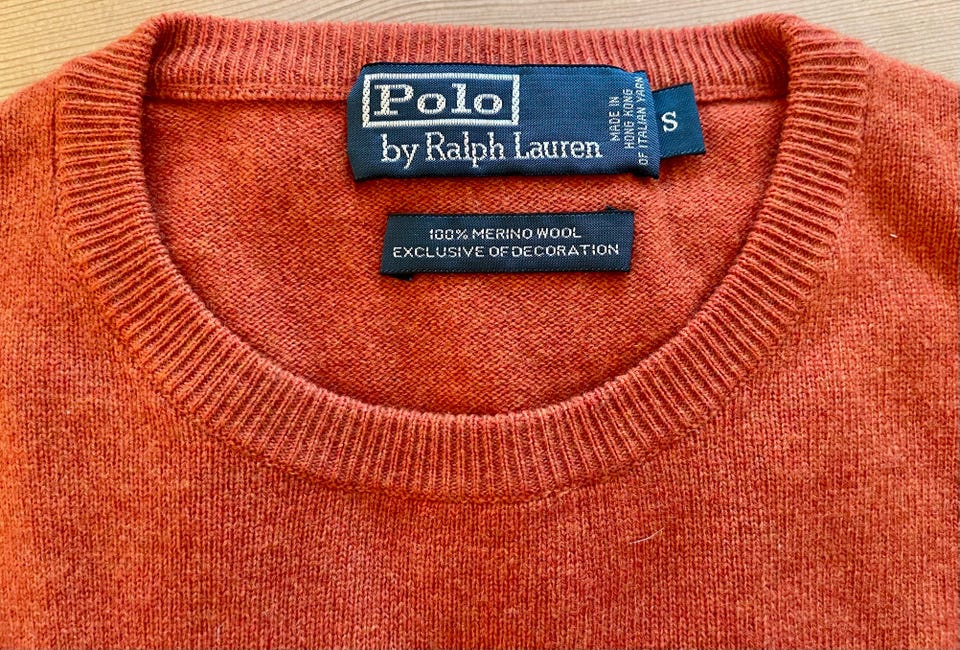 Polo
by Ralph Lauren
MADE IN
HONG KONG
OF ITALIAN YARN
S
100% MERINO WOOL
EXCLUSIVE OF DECORATION